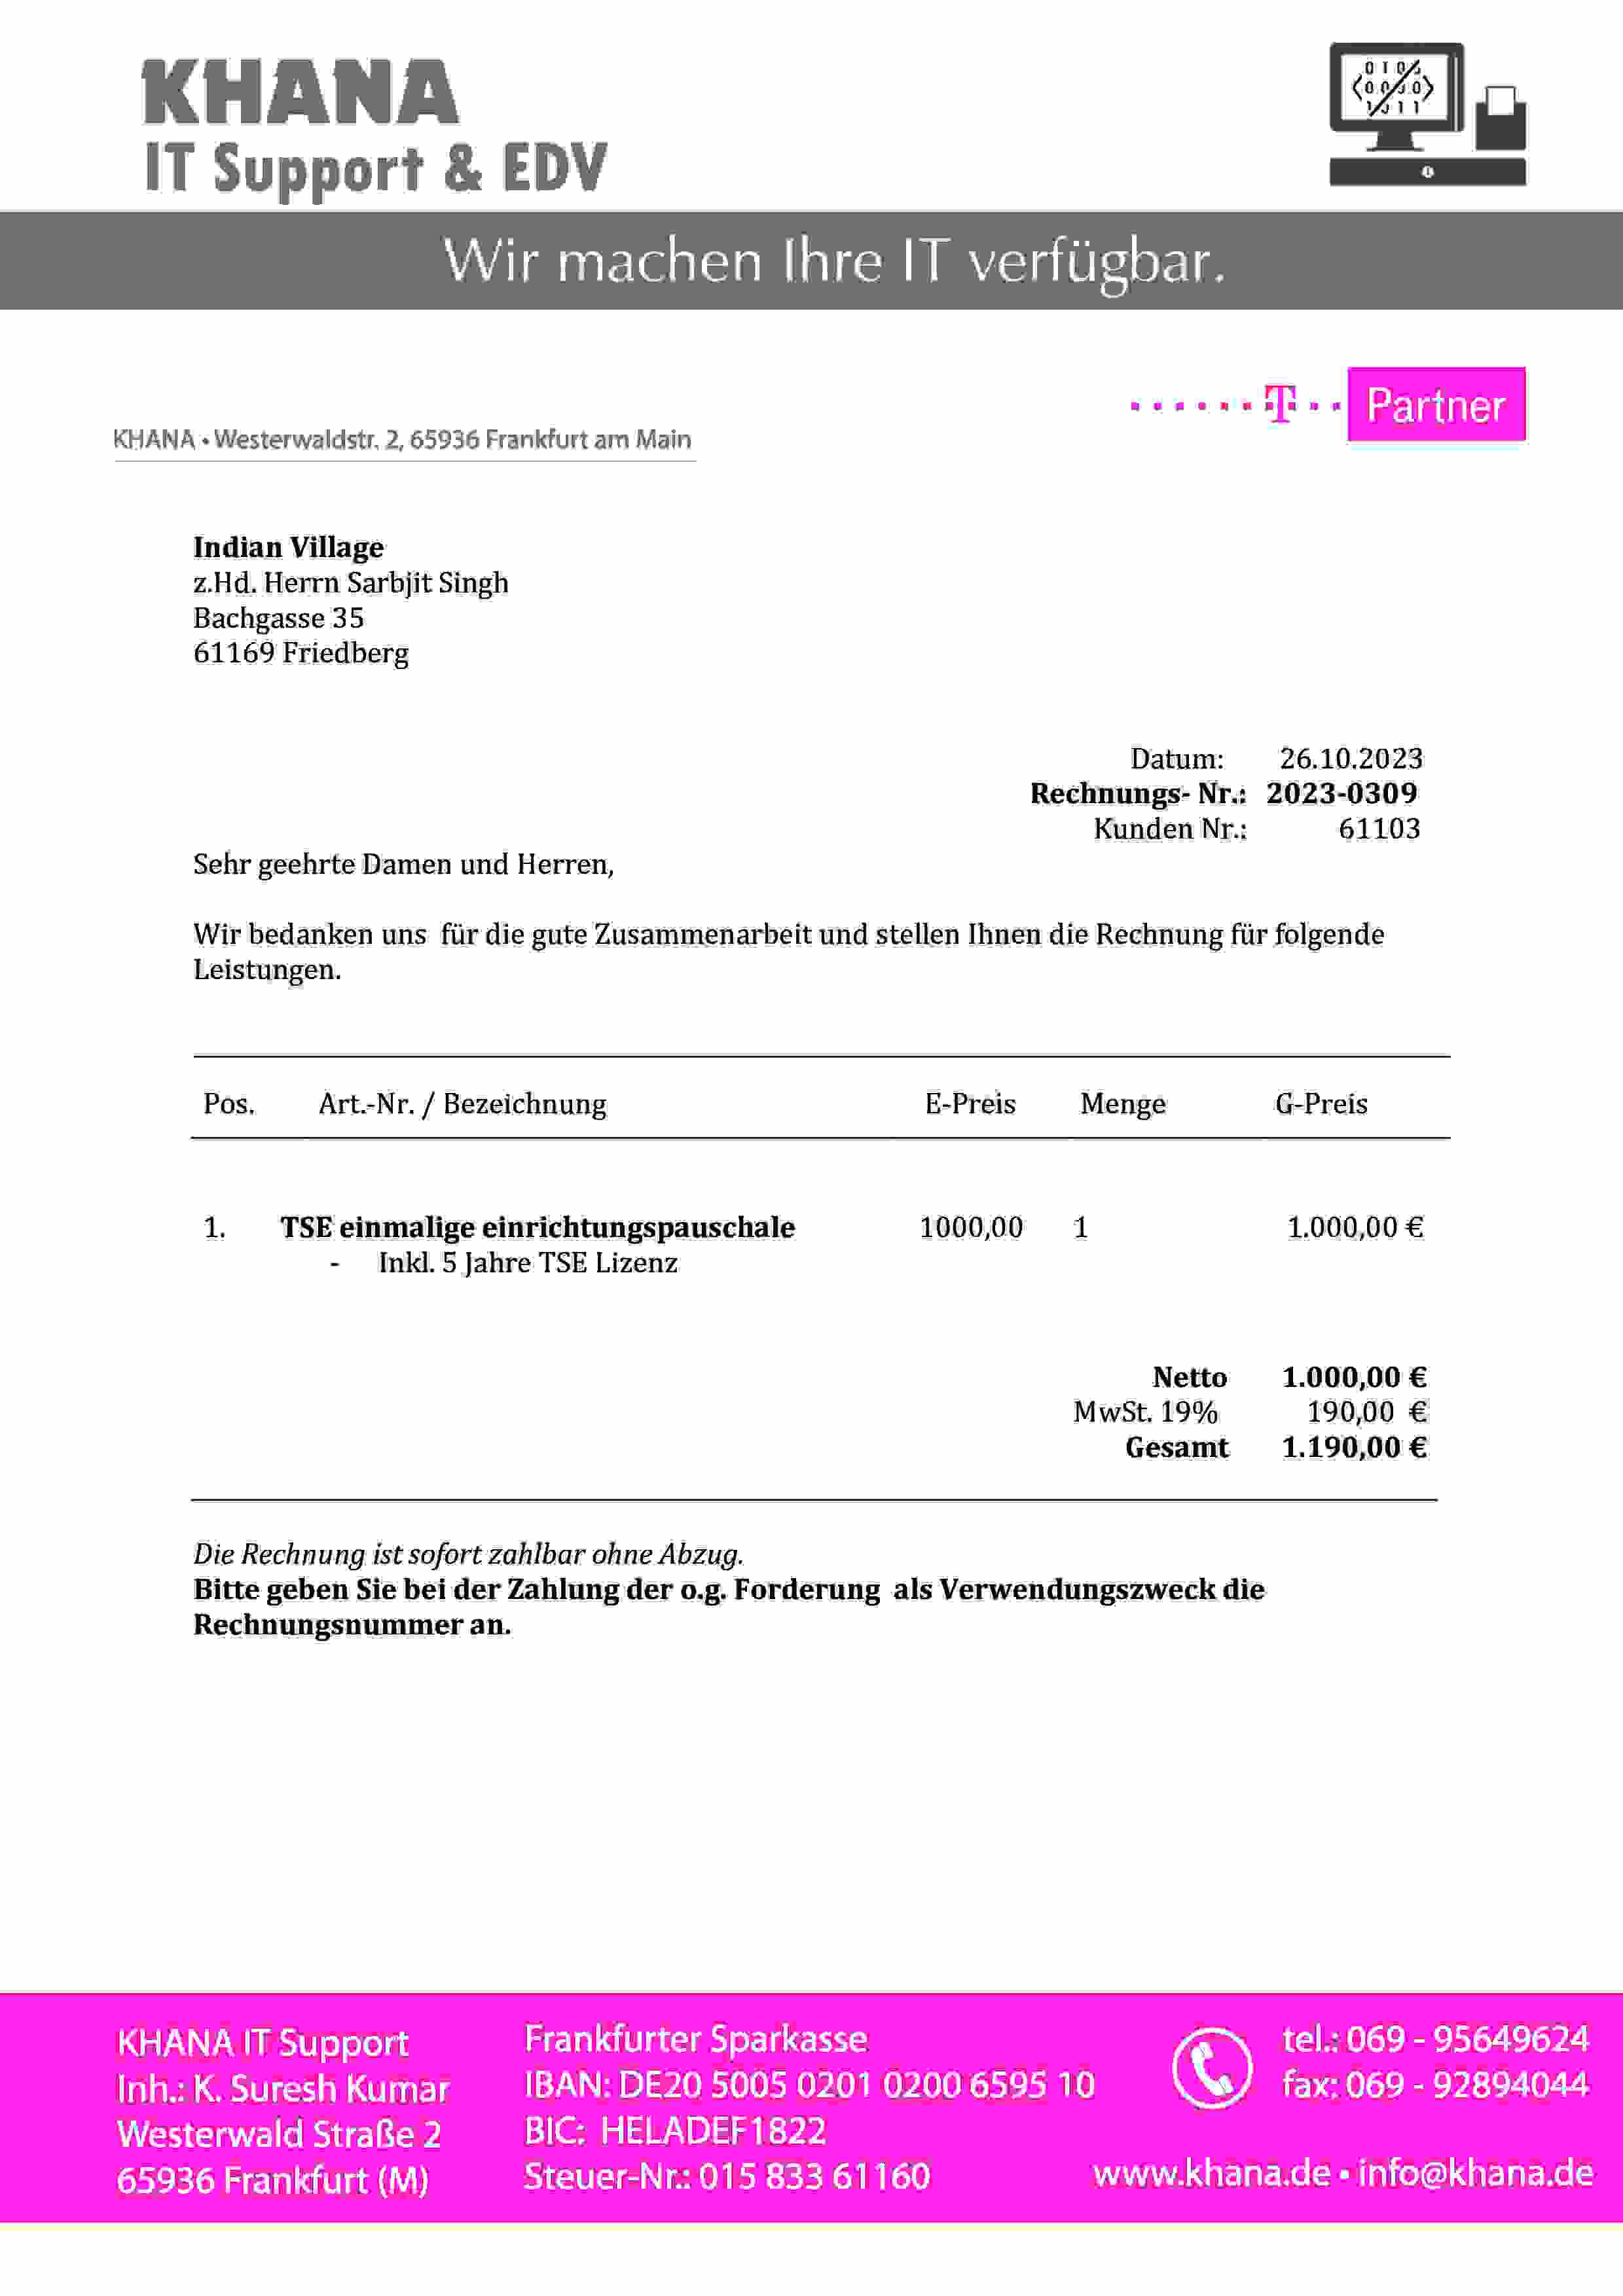 KHANA
IT Support & EDV
Wir machen Ihre IT verfügbar.
T Partner
KHANA • Westerwaldstr. 2, 65936 Frankfurt am Main
Indian Village
z.Hd. Herrn Sarbjit Singh
Bachgasse 35
61169 Friedberg
Datum: 26.10.2023
Rechnungs- Nr.: 2023-0309
Kunden Nr.: 61103
Sehr geehrte Damen und Herren,
Wir bedanken uns für die gute Zusammenarbeit und stellen Ihnen die Rechnung für folgende
Leistungen.
Pos. Art.-Nr. / Bezeichnung E-Preis Menge G-Preis
1. TSE einmalige einrichtungspauschale 1000,00 1 1.000,00 €
- Inkl. 5 Jahre TSE Lizenz
Netto 1.000,00 €
MwSt. 19% 190,00 €
Gesamt 1.190,00 €
Die Rechnung ist sofort zahlbar ohne Abzug.
Bitte geben Sie bei der Zahlung der o.g. Forderung als Verwendungszweck die
Rechnungsnummer an.
KHANA IT Support
Inh.: K. Suresh Kumar
Westerwald Straße 2
65936 Frankfurt (M)
Frankfurter Sparkasse
IBAN: DE20 5005 0201 0200 6595 10
BIC: HELADEF1822
Steuer-Nr.: 015 833 61160
tel.: 069 - 95649624
fax: 069 - 92894044
www.khana.de • info@khana.de